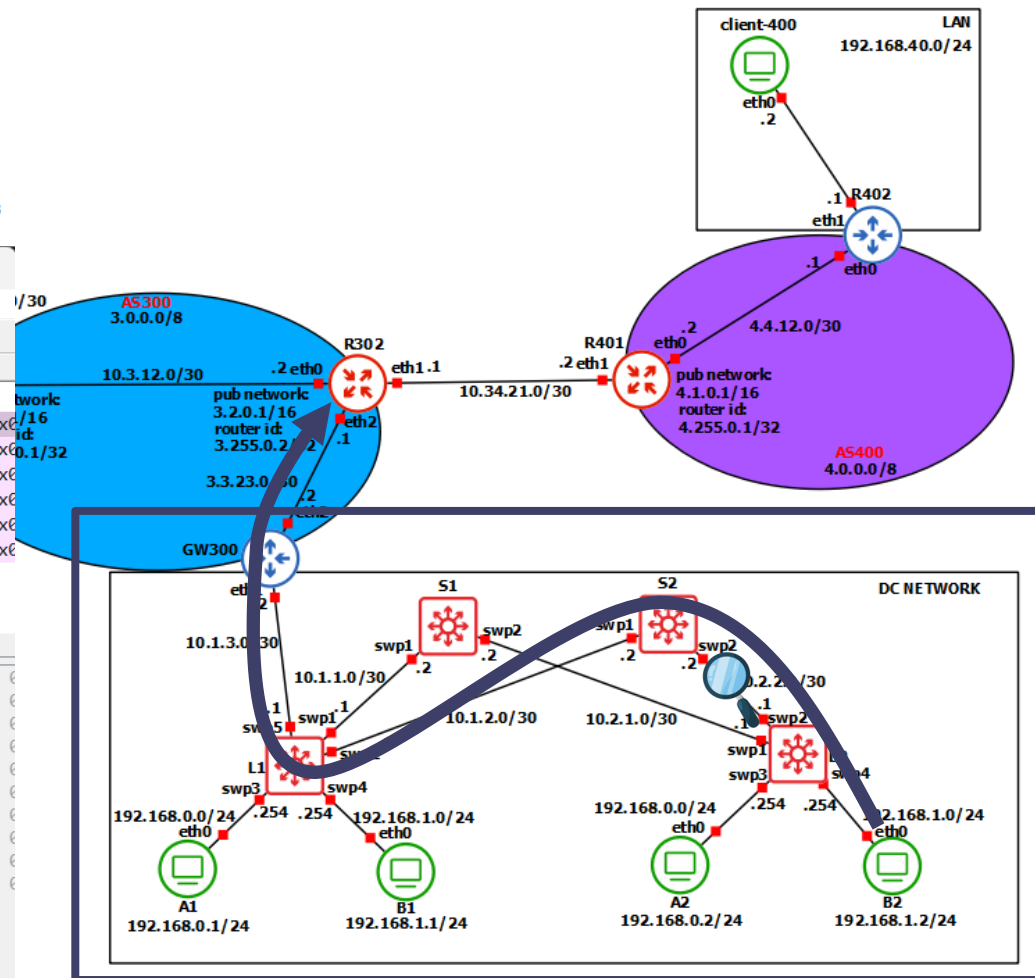 client-400
LAN
192.168.40.0/24
eth0
.2
.1
R402
eth1
.1
eth0
/30
AS300
3.0.0.0/8
R302
R401
.2
eth0
4.4.12.0/30
10.3.12.0/30
.2 eth0
eth1 .1
.2 eth1
10.34.21.0/30
pub network:
3.2.0.1/16
router id:
3.255.0.2/32
eth2
.1
pub network:
4.1.0.1/16
router id:
4.255.0.1/32
AS400
4.0.0.0/8
twork:
/16
id:
0.1/32
3.3.23.0/30
.2
GW300
DC NETWORK
S1
S2
swp1
.2
swp2
.2
swp1
.2
swp2
.2
10.1.3.0/30
10.1.1.0/30
10.1.2.0/30
10.2.1.0/30
.1
swp1
.1
.1
.1
swp2
swp1
L1
swp3
swp4
.254
.254
192.168.0.0/24
192.168.1.0/24
eth0
eth0
swp3
.254
.254
192.168.0.0/24
eth0
eth0
A1
192.168.0.1/24
B1
192.168.1.1/24
A2
192.168.0.2/24
B2
192.168.1.2/24